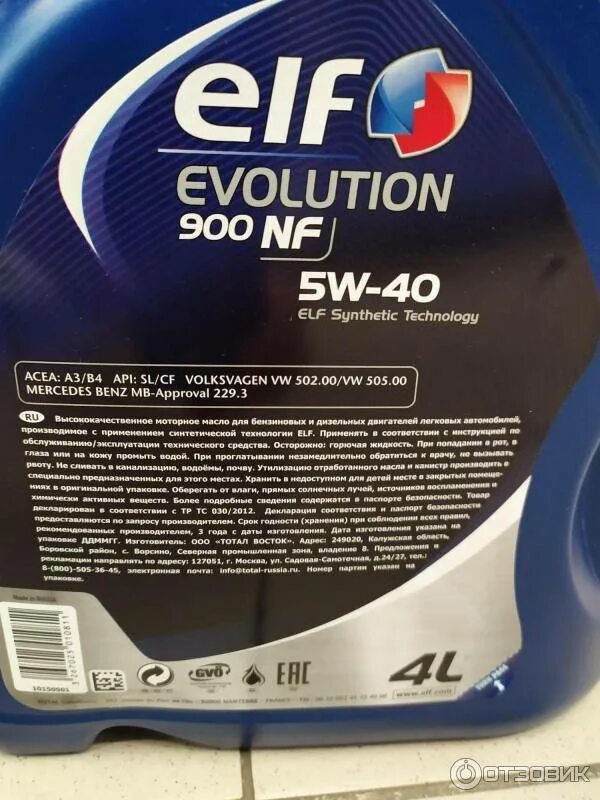 elf
EVOLUTION
900 NF
5W-40
ELF Synthetic Technology
ACEA: A3/B4 API: SL/CF VOLKSVAGEN VW 502.00/VW 505.00
MERCEDES BENZ MB-Approval 229.3
RU Высококачественное моторное масло для бензиновых и дизельных двигателей легковых автомобилей,
производимое с применением синтетической технологии ELF. Применять в соответствии с инструкцией по
обслуживанию/эксплуатации технического средства. Осторожно: горючая жидкость. При попадании в рот, в
глаза или на кожу промыть водой. При проглатывании незамедлительно обратиться к врачу, не вызывать
рвоту. Не сливать в канализацию, водоёмы, почву. Утилизацию отработанного масла и канистр производить в
специально предназначенных для этого местах. Хранить в недоступном для детей месте в закрытых помеще-
ниях в оригинальной упаковке. Оберегать от влаги, прямых солнечных лучей, источников воспламенения и
химически активных веществ. Более подробные сведения содержатся в паспорте безопасности. Товар
декларирован в соответствии с ТР ТС 030/2012. Декларация соответствия и паспорт безопасности
предоставляются по запросу производителем. Срок годности (хранения) при соблюдении всех правил,
рекомендованных производителем, 3 года с даты изготовления. Дата изготовления указана на
упаковке ДДММГГ. Изготовитель: ООО «ТОТАЛ ВОСТОК». Адрес: 249020, Калужская область,
Боровский район, с. Ворсино, Северная промышленная зона, владение 8. Предложения и
рекламации направлять по адресу: 127051, г. Москва, ул. Садовая-Самотечная, д.24/27, тел.:
8-(800)-505-36-45, электронная почта: info@total-russia.ru. Номер партии указан на
упаковке.
Made in RUSSIA
3 267025 010811
10150501
GVÖ
EAC
4L
www.elf.com
ОТЗОВИК